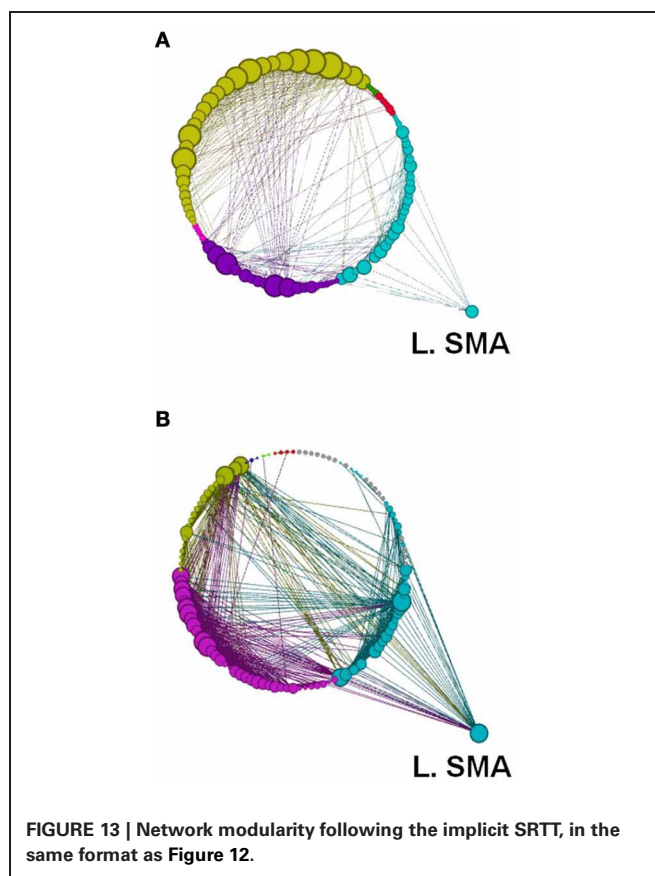 A
L. SMA
B
L. SMA
FIGURE 13 | Network modularity following the implicit SRTT, in the
same format as Figure 12.